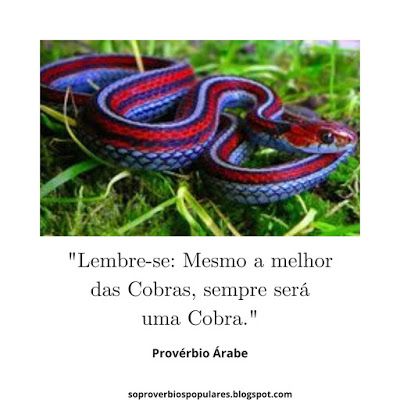 "Lembre-se: Mesmo a melhor
das Cobras, sempre será
uma Cobra."
Provérbio Árabe
soproverbiospopulares.blogspot.com